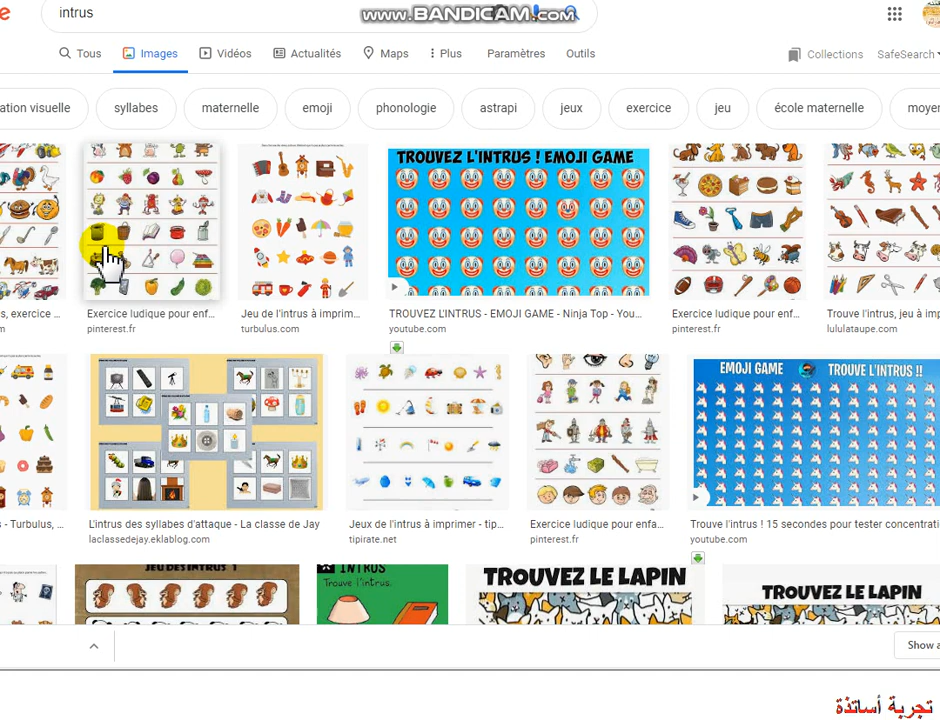 intrus
www.BANDICAM.com
Tous Images Vidéos Actualités Maps Plus Paramètres Outils Collections SafeSearch
ation visuelle syllabes maternelle emoji phonologie astrapi jeux exercice jeu école maternelle moyen
TROUVEZ L'INTRUS ! EMOJI GAME
s, exercice ... Exercice ludique pour enf... Jeu de l'intrus à imprim... TROUVEZ L'INTRUS - EMOJI GAME - Ninja Top - You... Exercice ludique pour enf... Trouve l'intrus, jeu à imp
m pinterest.fr turbulus.com youtube.com pinterest.fr lululataupe.com
EMOJI GAME TROUVE L'INTRUS !!
s - Turbulus, ... L'intrus des syllabes d'attaque - La classe de Jay Jeux de l'intrus à imprimer - tip... Exercice ludique pour enfa... Trouve l'intrus ! 15 secondes pour tester concentratio
laclassedejay.eklablog.com tipirate.net pinterest.fr youtube.com
JEU DES INTRUS 1 INTRUS TROUVEZ LE LAPIN TROUVEZ LE LAPIN
Trouve l'intrus.
Show a
تجربة أساتذة